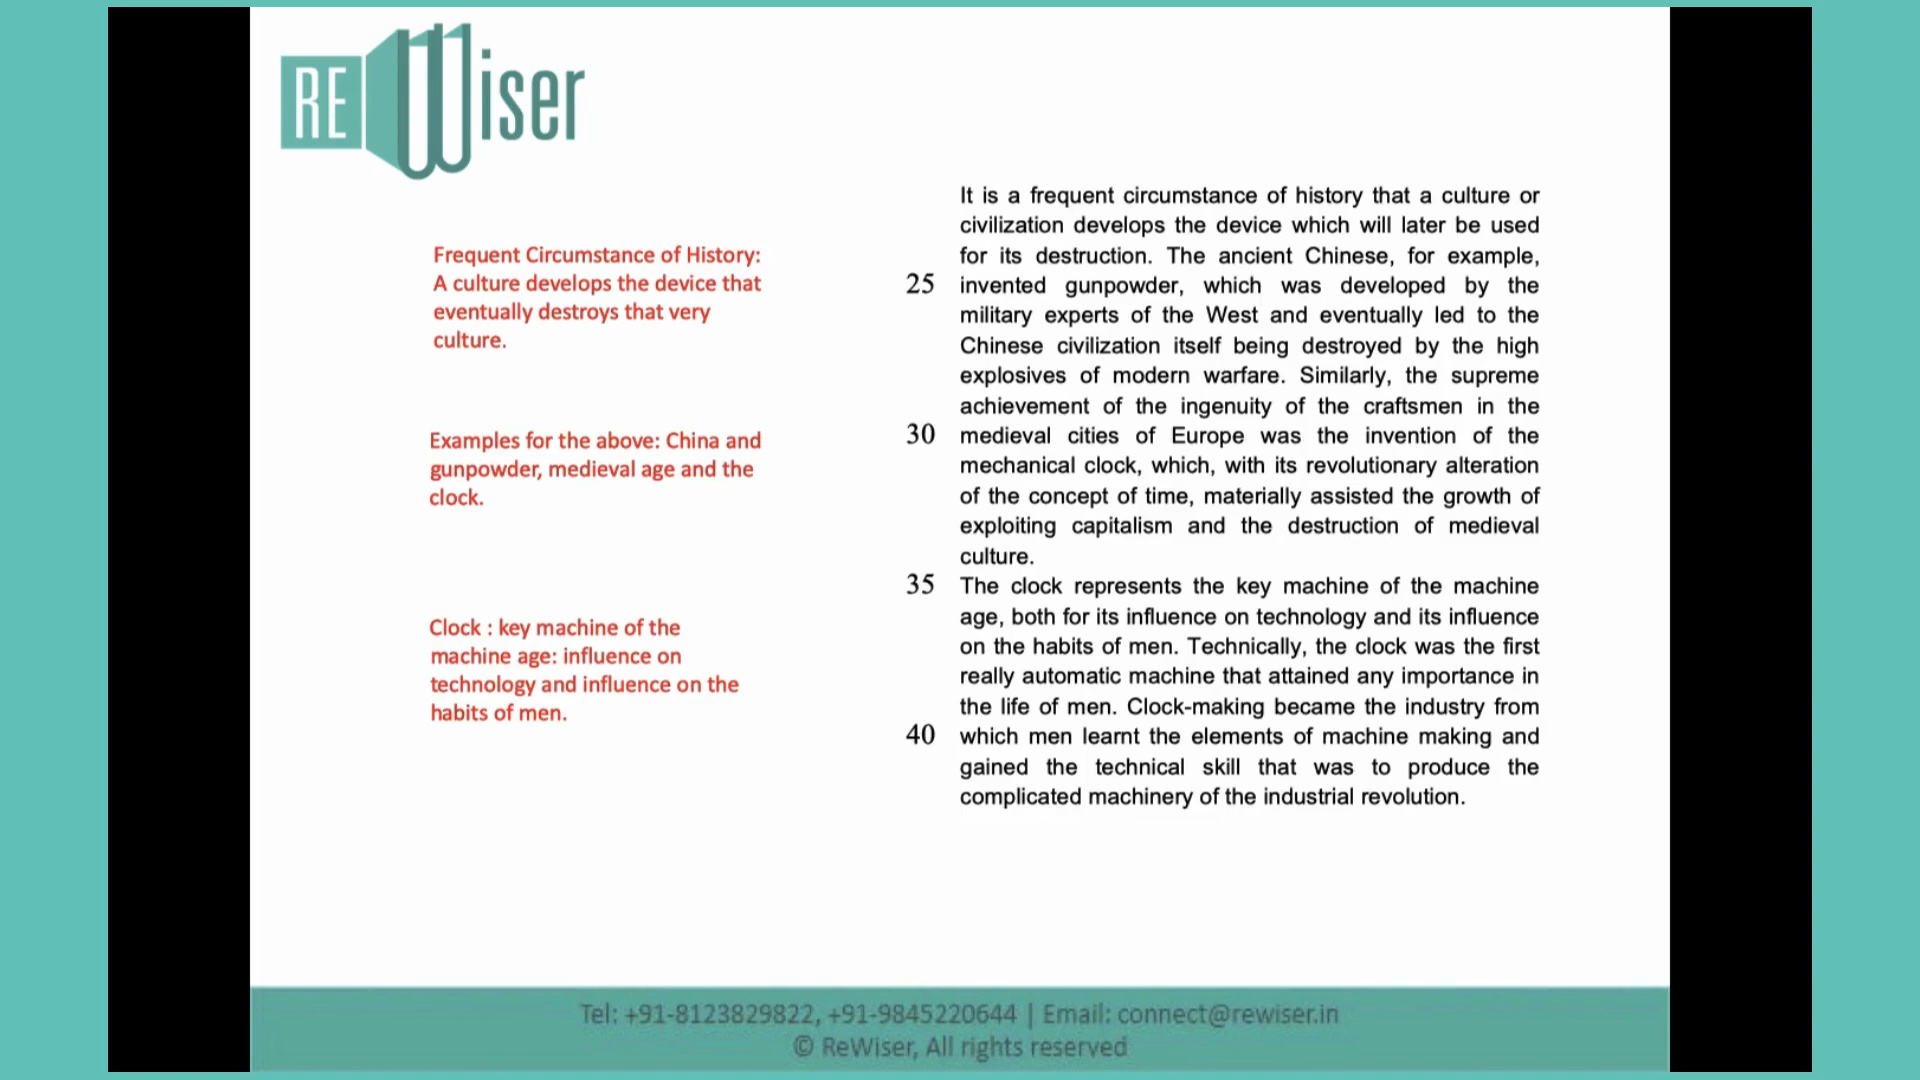 REWiser
Frequent Circumstance of History:
A culture develops the device that
eventually destroys that very
culture.
Examples for the above: China and
gunpowder, medieval age and the
clock.
Clock : key machine of the
machine age: influence on
technology and influence on the
habits of men.
It is a frequent circumstance of history that a culture or
civilization develops the device which will later be used
for its destruction. The ancient Chinese, for example,
25 invented gunpowder, which was developed by the
military experts of the West and eventually led to the
Chinese civilization itself being destroyed by the high
explosives of modern warfare. Similarly, the supreme
achievement of the ingenuity of the craftsmen in the
30 medieval cities of Europe was the invention of the
mechanical clock, which, with its revolutionary alteration
of the concept of time, materially assisted the growth of
exploiting capitalism and the destruction of medieval
culture.
35 The clock represents the key machine of the machine
age, both for its influence on technology and its influence
on the habits of men. Technically, the clock was the first
really automatic machine that attained any importance in
the life of men. Clock-making became the industry from
40 which men learnt the elements of machine making and
gained the technical skill that was to produce the
complicated machinery of the industrial revolution.
Tel: +91-8123829822, +91-9845220644 | Email: connect@rewiser.in
© ReWiser, All rights reserved